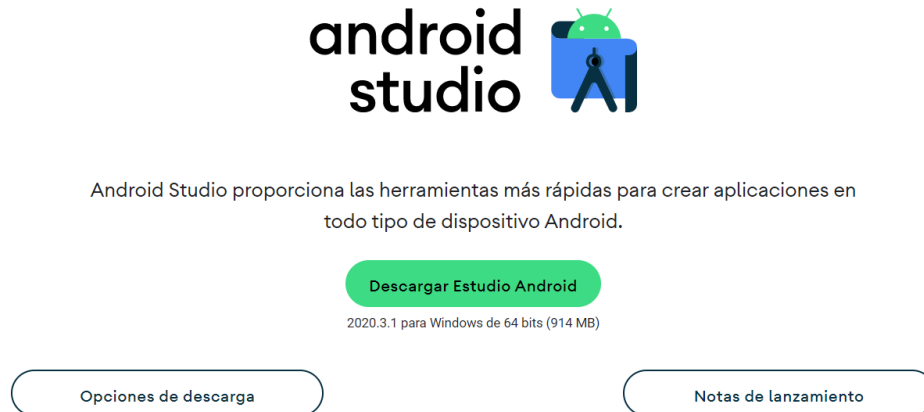 android
studio
Android Studio proporciona las herramientas más rápidas para crear aplicaciones en
todo tipo de dispositivo Android.
Descargar Estudio Android
2020.3.1 para Windows de 64 bits (914 MB)
Opciones de descarga
Notas de lanzamiento